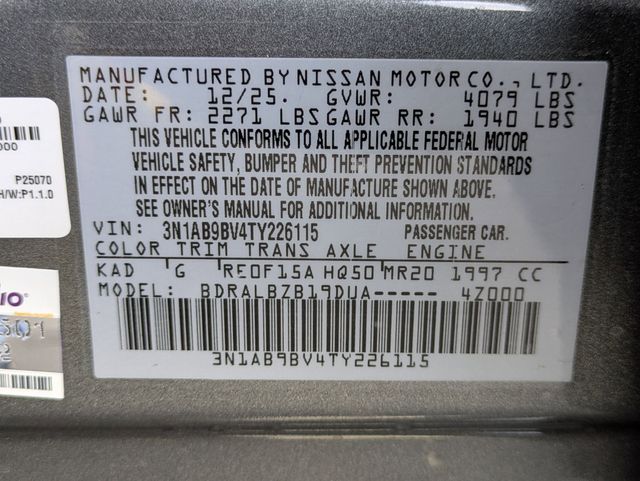 MANUFACTURED BY NISSAN MOTOR CO., LTD.
DATE: 12/25. GVWR: 4079 LBS
GAWR FR: 2271 LBS GAWR RR: 1940 LBS
THIS VEHICLE CONFORMS TO ALL APPLICABLE FEDERAL MOTOR
VEHICLE SAFETY, BUMPER AND THEFT PREVENTION STANDARDS
IN EFFECT ON THE DATE OF MANUFACTURE SHOWN ABOVE.
SEE OWNER'S MANUAL FOR ADDITIONAL INFORMATION.
VIN: 3N1AB9BV4TY226115 PASSENGER CAR.
COLOR TRIM TRANS AXLE ENGINE
KAD G RE0F15A HQ50 MR20 1997 CC
MODEL: BDRALBZB19DUA----- 4Z000
3N1AB9BV4TY226115
P25070
H/W:P1.1.0